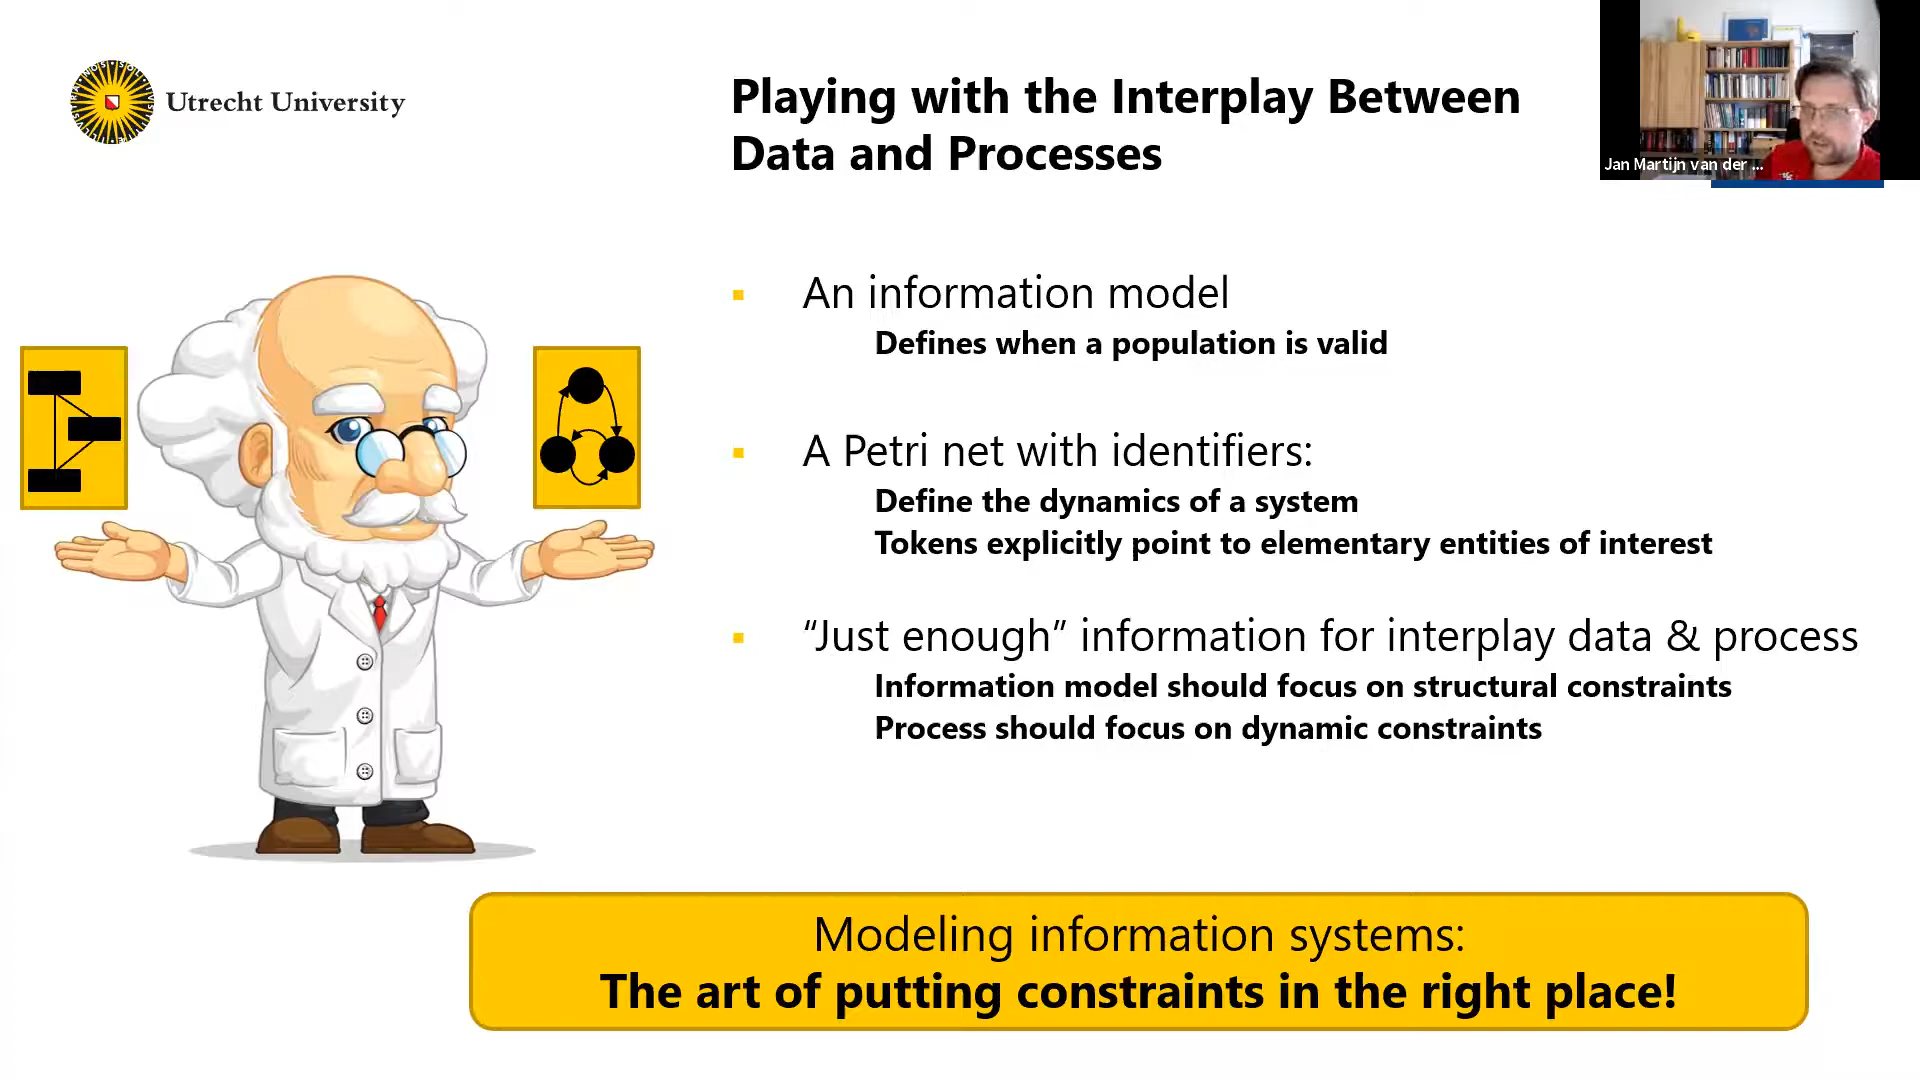 Utrecht University
Playing with the Interplay Between
Data and Processes
Jan Martijn van der ...
▪ An information model
Defines when a population is valid
▪ A Petri net with identifiers:
Define the dynamics of a system
Tokens explicitly point to elementary entities of interest
▪ “Just enough” information for interplay data & process
Information model should focus on structural constraints
Process should focus on dynamic constraints
Modeling information systems:
The art of putting constraints in the right place!